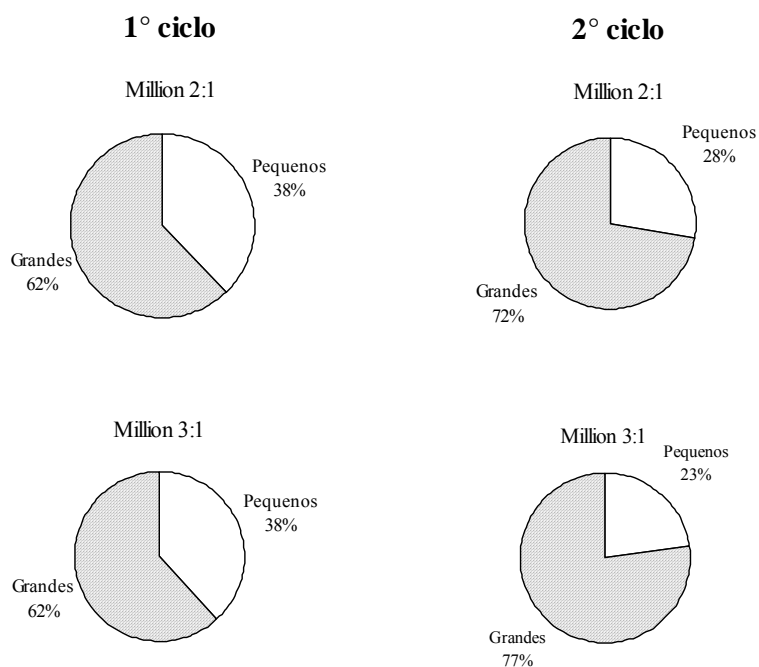 1° ciclo
2° ciclo
Million 2:1
Million 2:1
Pequenos
38%
Pequenos
28%
Grandes
62%
Grandes
72%
Million 3:1
Million 3:1
Pequenos
38%
Pequenos
23%
Grandes
62%
Grandes
77%